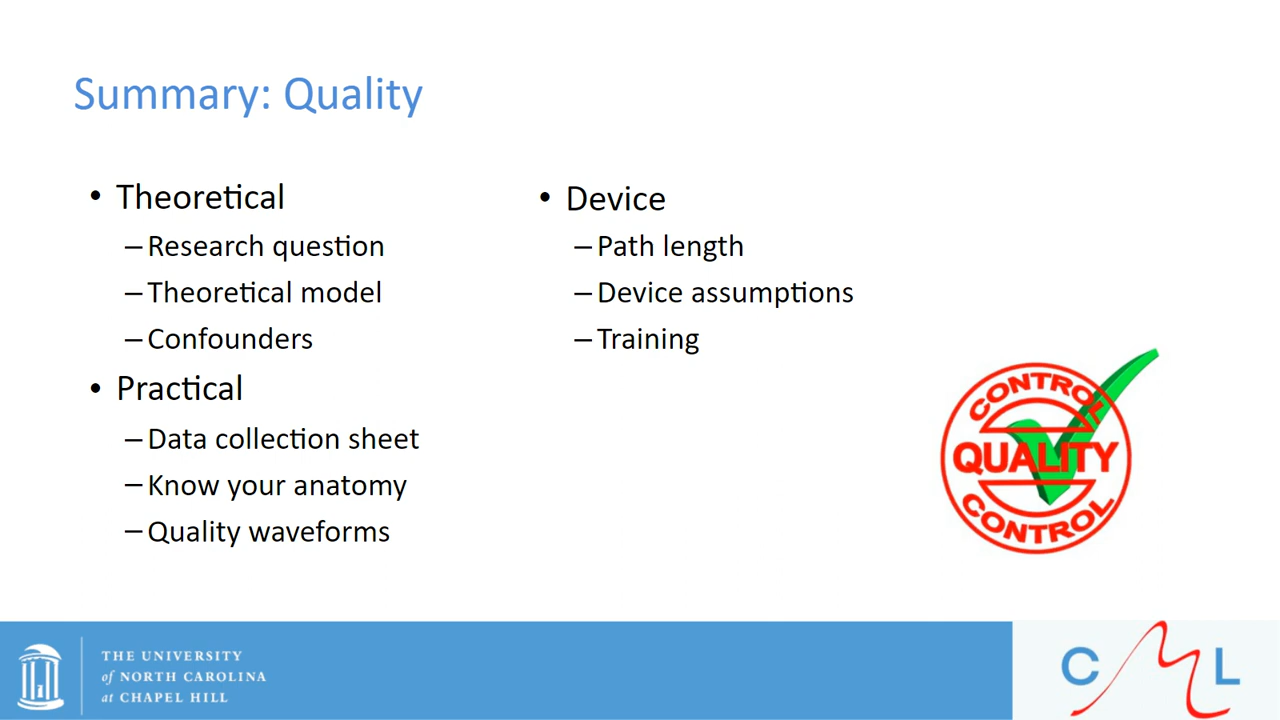 Summary: Quality
• Theoretical
– Research question
– Theoretical model
– Confounders
• Practical
– Data collection sheet
– Know your anatomy
– Quality waveforms
• Device
– Path length
– Device assumptions
– Training
CONTROL
QUALITY
CONTROL
THE UNIVERSITY
of NORTH CAROLINA
at CHAPEL HILL
CML